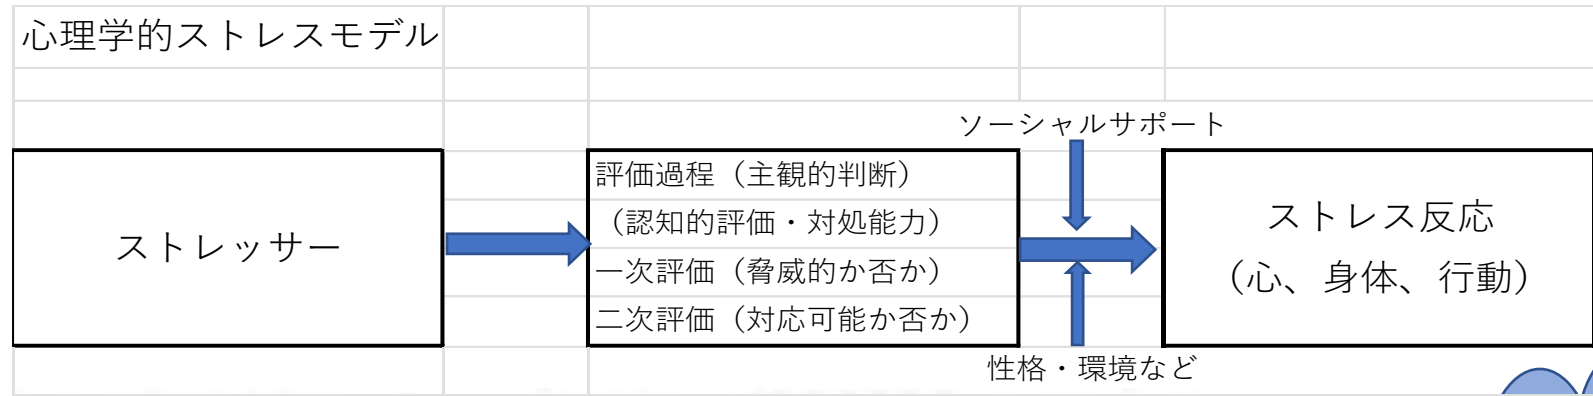 心理学的ストレスモデル
ソーシャルサポート
ストレッサー
評価過程（主観的判断）
（認知的評価・対処能力）
一次評価（脅威的か否か）
二次評価（対応可能か否か）
ストレス反応
（心、身体、行動）
性格・環境など